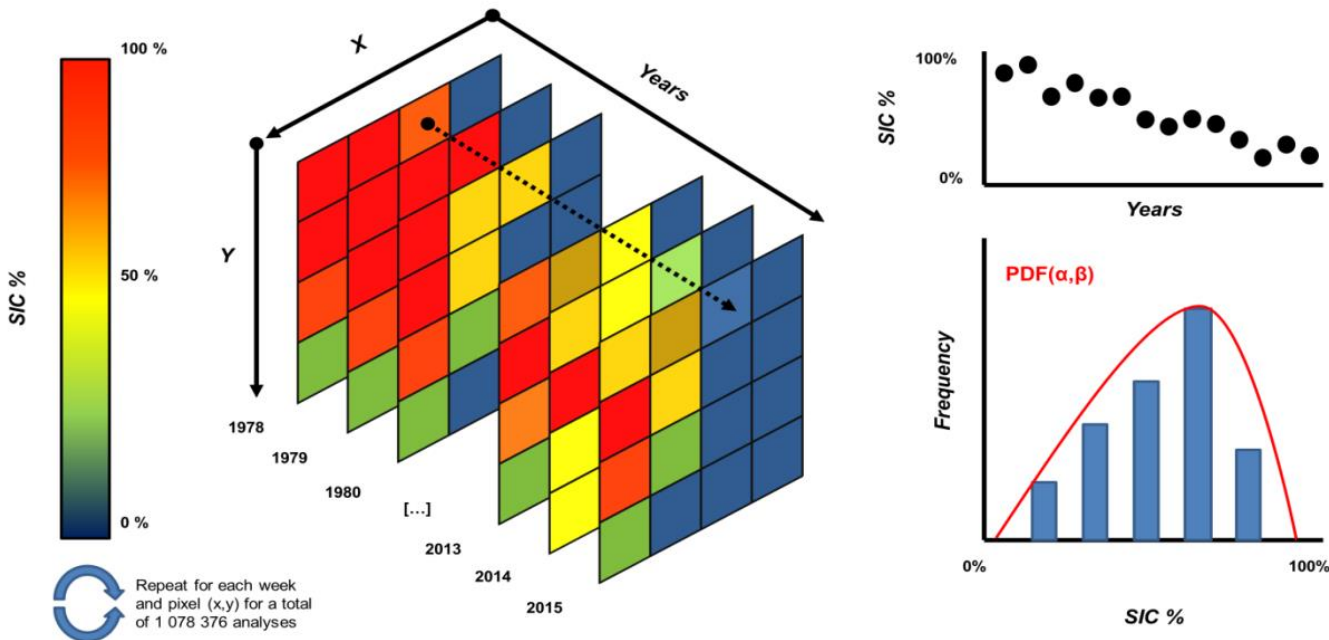 100 %
50 %
0 %
SIC %
X
Y
Years
1978
1979
1980
[...]
2013
2014
2015
Repeat for each week
and pixel (x,y) for a total
of 1 078 376 analyses
100%
SIC %
0%
Years
PDF(α,β)
Frequency
0%
100%
SIC %